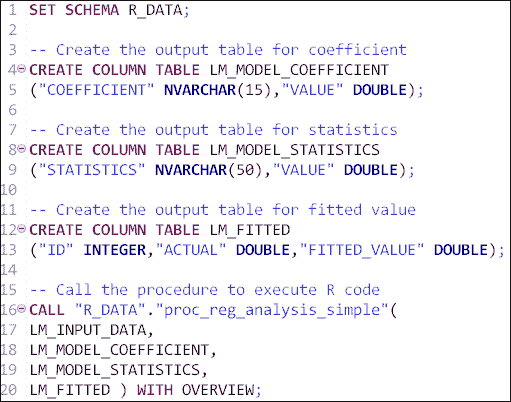 1 SET SCHEMA R_DATA;
2
3 -- Create the output table for coefficient
4 CREATE COLUMN TABLE LM_MODEL_COEFFICIENT
5 ("COEFFICIENT" NVARCHAR(15),"VALUE" DOUBLE);
6
7 -- Create the output table for statistics
8 CREATE COLUMN TABLE LM_MODEL_STATISTICS
9 ("STATISTICS" NVARCHAR(50),"VALUE" DOUBLE);
10
11 -- Create the output table for fitted value
12 CREATE COLUMN TABLE LM_FITTED
13 ("ID" INTEGER,"ACTUAL" DOUBLE,"FITTED_VALUE" DOUBLE);
14
15 -- Call the procedure to execute R code
16 CALL "R_DATA"."proc_reg_analysis_simple"(
17 LM_INPUT_DATA,
18 LM_MODEL_COEFFICIENT,
19 LM_MODEL_STATISTICS,
20 LM_FITTED ) WITH OVERVIEW;